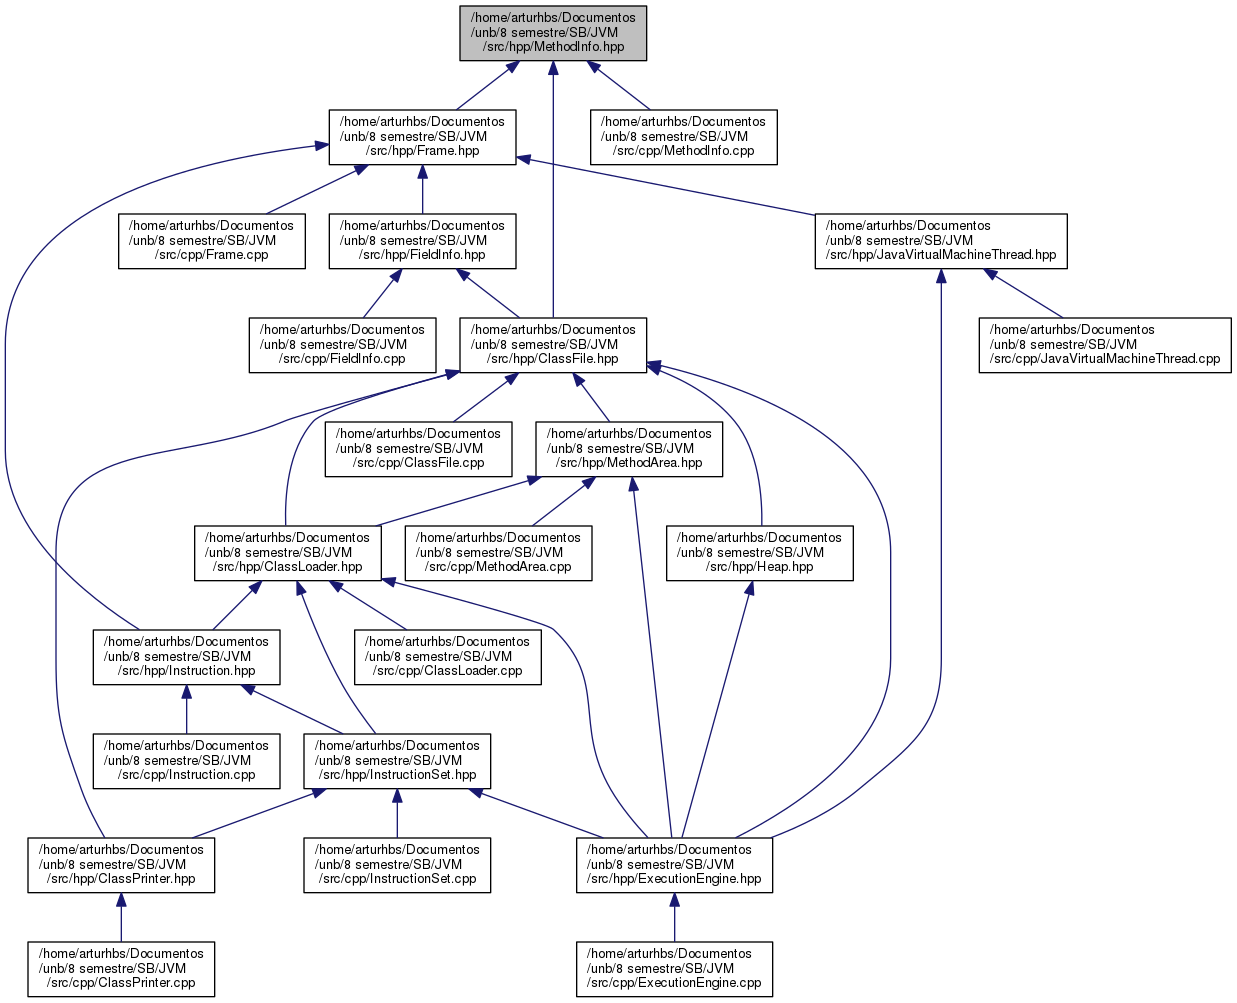 /home/arturhbs/Documentos
/unb/8 semestre/SB/JVM
/src/hpp/MethodInfo.hpp
/home/arturhbs/Documentos
/unb/8 semestre/SB/JVM
/src/hpp/Frame.hpp
/home/arturhbs/Documentos
/unb/8 semestre/SB/JVM
/src/cpp/MethodInfo.cpp
/home/arturhbs/Documentos
/unb/8 semestre/SB/JVM
/src/cpp/Frame.cpp
/home/arturhbs/Documentos
/unb/8 semestre/SB/JVM
/src/hpp/FieldInfo.hpp
/home/arturhbs/Documentos
/unb/8 semestre/SB/JVM
/src/hpp/JavaVirtualMachineThread.hpp
/home/arturhbs/Documentos
/unb/8 semestre/SB/JVM
/src/cpp/FieldInfo.cpp
/home/arturhbs/Documentos
/unb/8 semestre/SB/JVM
/src/hpp/ClassFile.hpp
/home/arturhbs/Documentos
/unb/8 semestre/SB/JVM
/src/cpp/JavaVirtualMachineThread.cpp
/home/arturhbs/Documentos
/unb/8 semestre/SB/JVM
/src/cpp/ClassFile.cpp
/home/arturhbs/Documentos
/unb/8 semestre/SB/JVM
/src/hpp/MethodArea.hpp
/home/arturhbs/Documentos
/unb/8 semestre/SB/JVM
/src/hpp/ClassLoader.hpp
/home/arturhbs/Documentos
/unb/8 semestre/SB/JVM
/src/cpp/MethodArea.cpp
/home/arturhbs/Documentos
/unb/8 semestre/SB/JVM
/src/hpp/Heap.hpp
/home/arturhbs/Documentos
/unb/8 semestre/SB/JVM
/src/hpp/Instruction.hpp
/home/arturhbs/Documentos
/unb/8 semestre/SB/JVM
/src/cpp/ClassLoader.cpp
/home/arturhbs/Documentos
/unb/8 semestre/SB/JVM
/src/cpp/Instruction.cpp
/home/arturhbs/Documentos
/unb/8 semestre/SB/JVM
/src/hpp/InstructionSet.hpp
/home/arturhbs/Documentos
/unb/8 semestre/SB/JVM
/src/hpp/ClassPrinter.hpp
/home/arturhbs/Documentos
/unb/8 semestre/SB/JVM
/src/cpp/InstructionSet.cpp
/home/arturhbs/Documentos
/unb/8 semestre/SB/JVM
/src/hpp/ExecutionEngine.hpp
/home/arturhbs/Documentos
/unb/8 semestre/SB/JVM
/src/cpp/ClassPrinter.cpp
/home/arturhbs/Documentos
/unb/8 semestre/SB/JVM
/src/cpp/ExecutionEngine.cpp